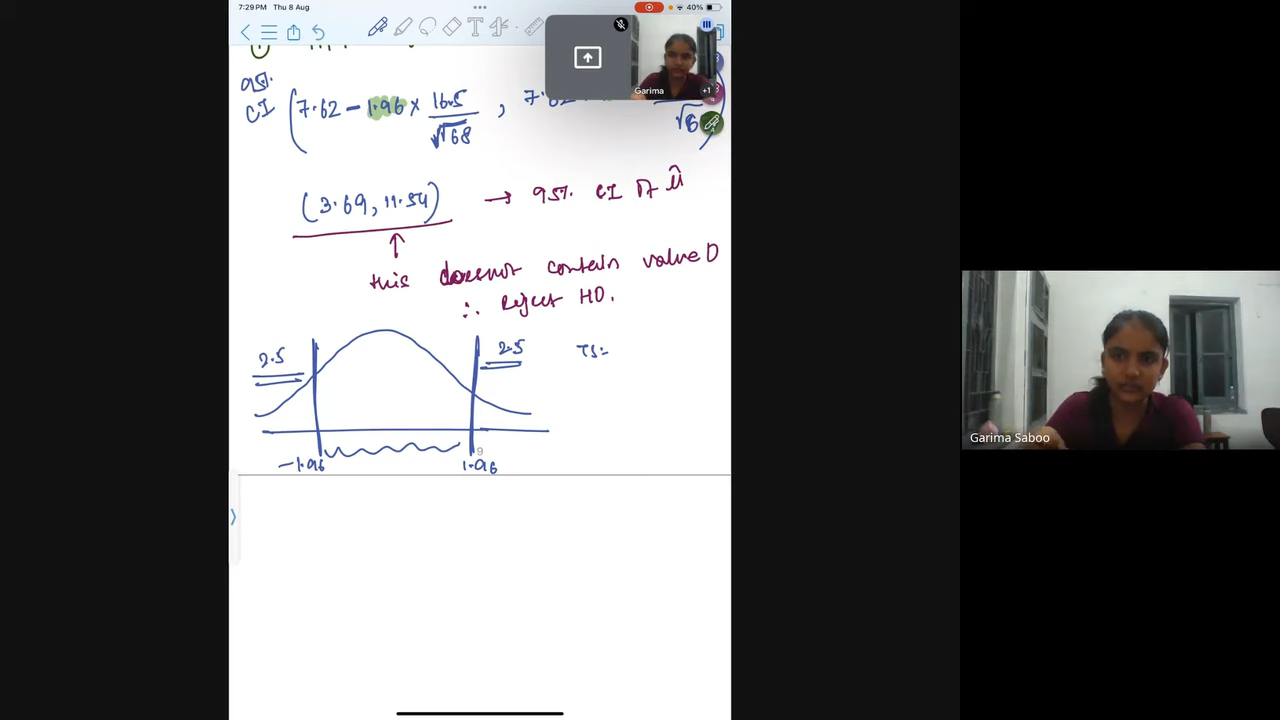 7:29 PM Thu 8 Aug
40%
T
Garima
+1
95%
CI
(7.62 - 1.96 × 16.5 / √68 ,
(3.69, 11.54) → 95% CI of μ̂
↑
this doesnot contain value 0
∴ Reject H0.
2.5
2.5
TS=
-1.96
1.96
9
Garima Saboo